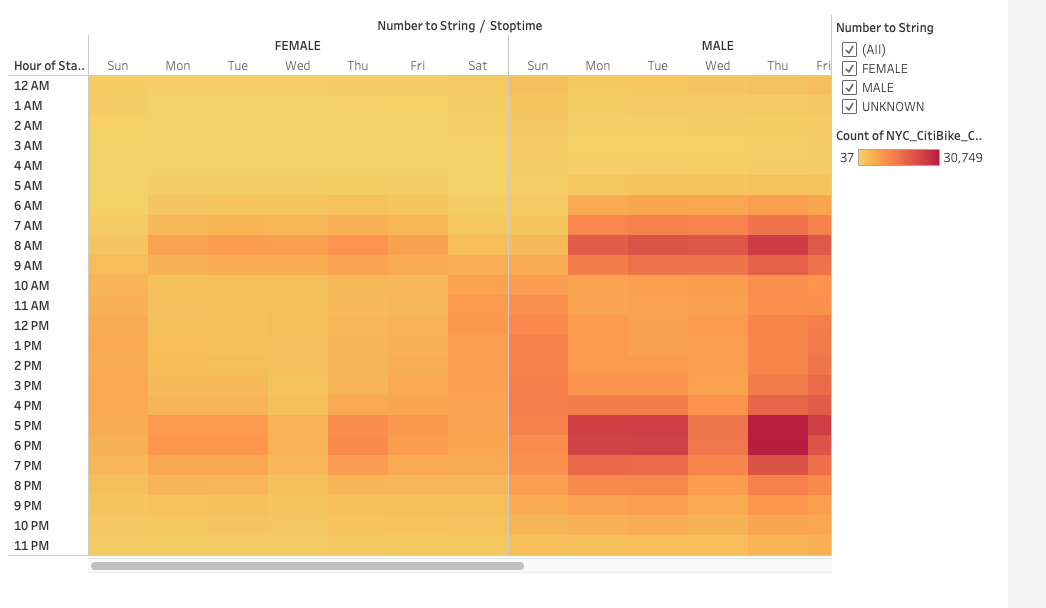 Number to String / Stoptime
FEMALE MALE
Hour of Sta.. Sun Mon Tue Wed Thu Fri Sat Sun Mon Tue Wed Thu Fri
12 AM
1 AM
2 AM
3 AM
4 AM
5 AM
6 AM
7 AM
8 AM
9 AM
10 AM
11 AM
12 PM
1 PM
2 PM
3 PM
4 PM
5 PM
6 PM
7 PM
8 PM
9 PM
10 PM
11 PM
Number to String
(All)
FEMALE
MALE
UNKNOWN
Count of NYC_CitiBike_C..
37 30,749